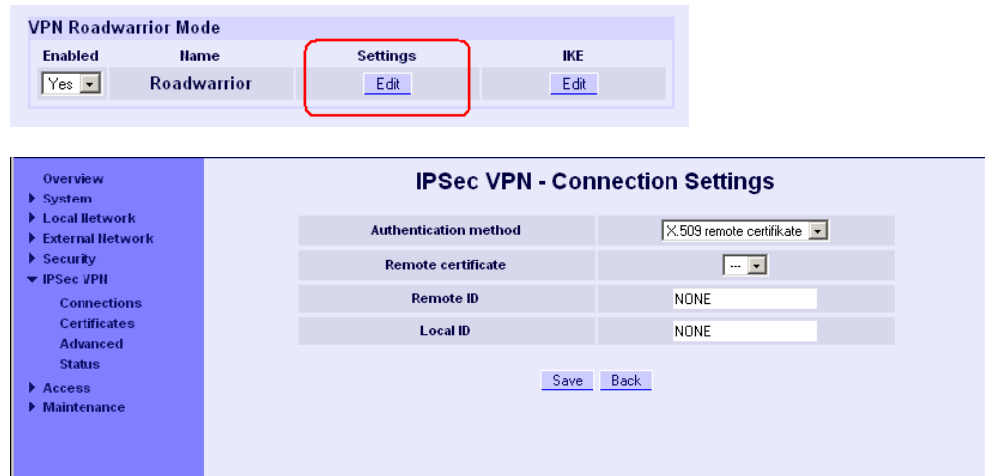 VPN Roadwarrior Mode
Enabled Name Settings IKE
Yes Roadwarrior Edit Edit
Overview
System
Local Network
External Network
Security
IPSec VPN
Connections
Certificates
Advanced
Status
Access
Maintenance
IPSec VPN - Connection Settings
Authentication method X.509 remote certifikate
Remote certificate ---
Remote ID NONE
Local ID NONE
Save Back